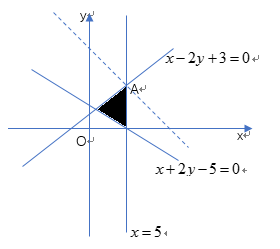 y↵
x−2y+3=0↵
A↵
x↵
O↵
x+2y−5=0↵
x=5↵